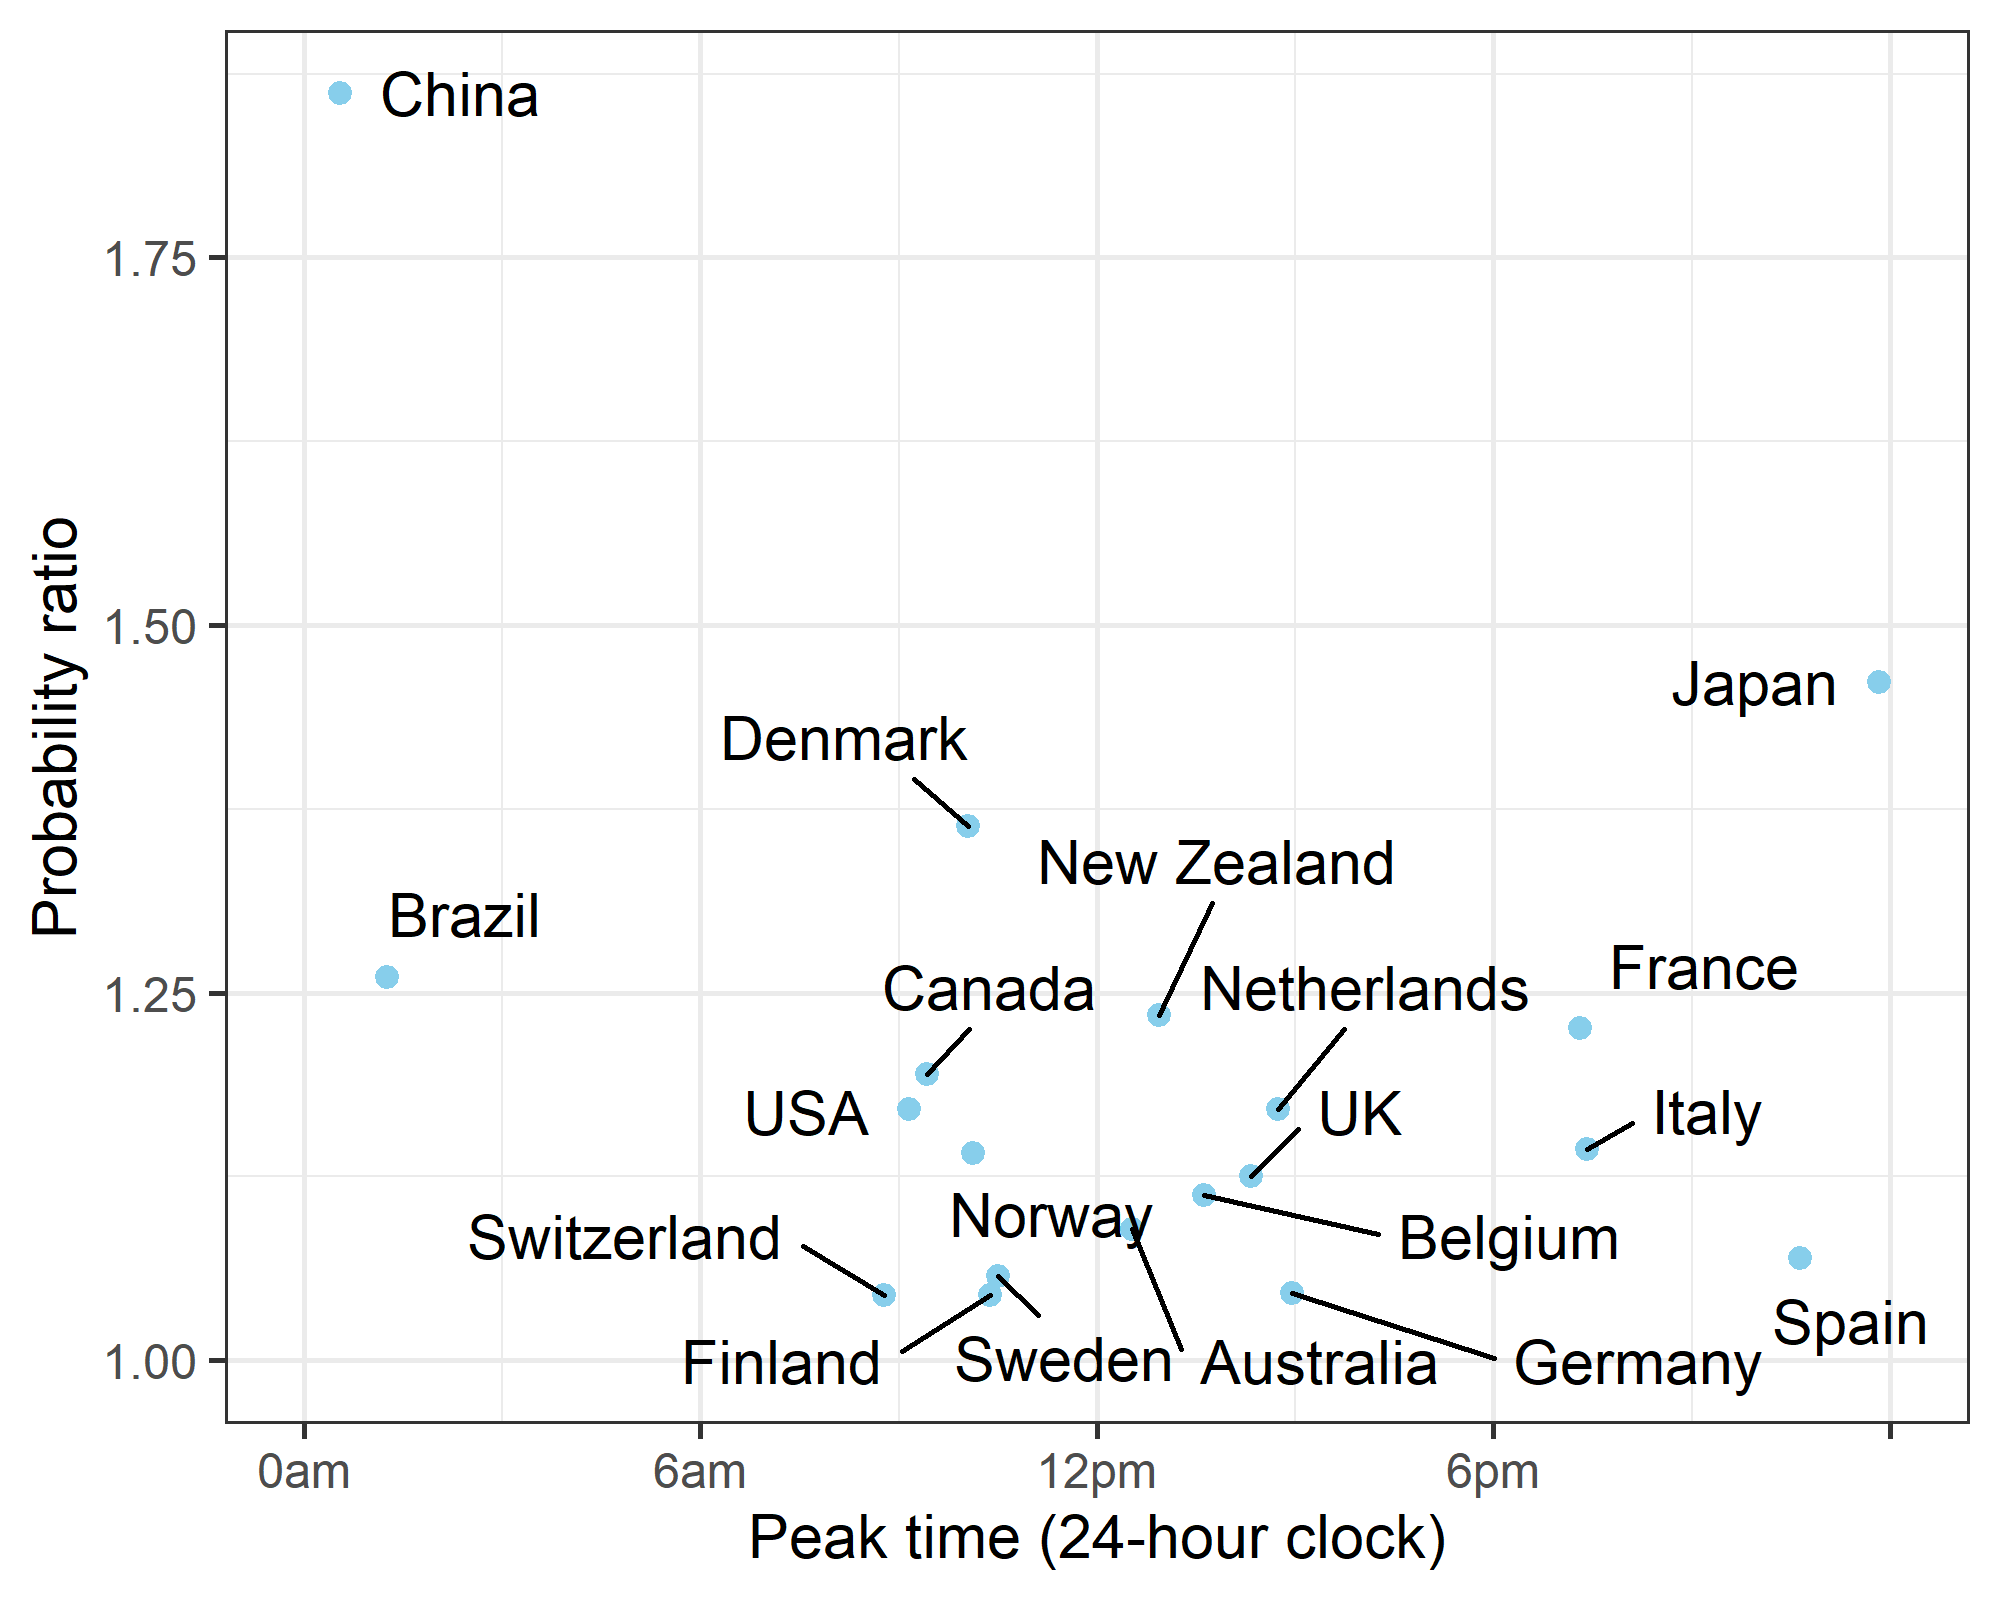 China
1.75
1.50
Japan
Denmark
New Zealand
Brazil
1.25
France
Canada
Netherlands
USA
UK
Italy
Norway
Switzerland
Belgium
Spain
1.00
Finland
Sweden
Australia
Germany
0am
6am
12pm
6pm
Peak time (24-hour clock)
Probability ratio